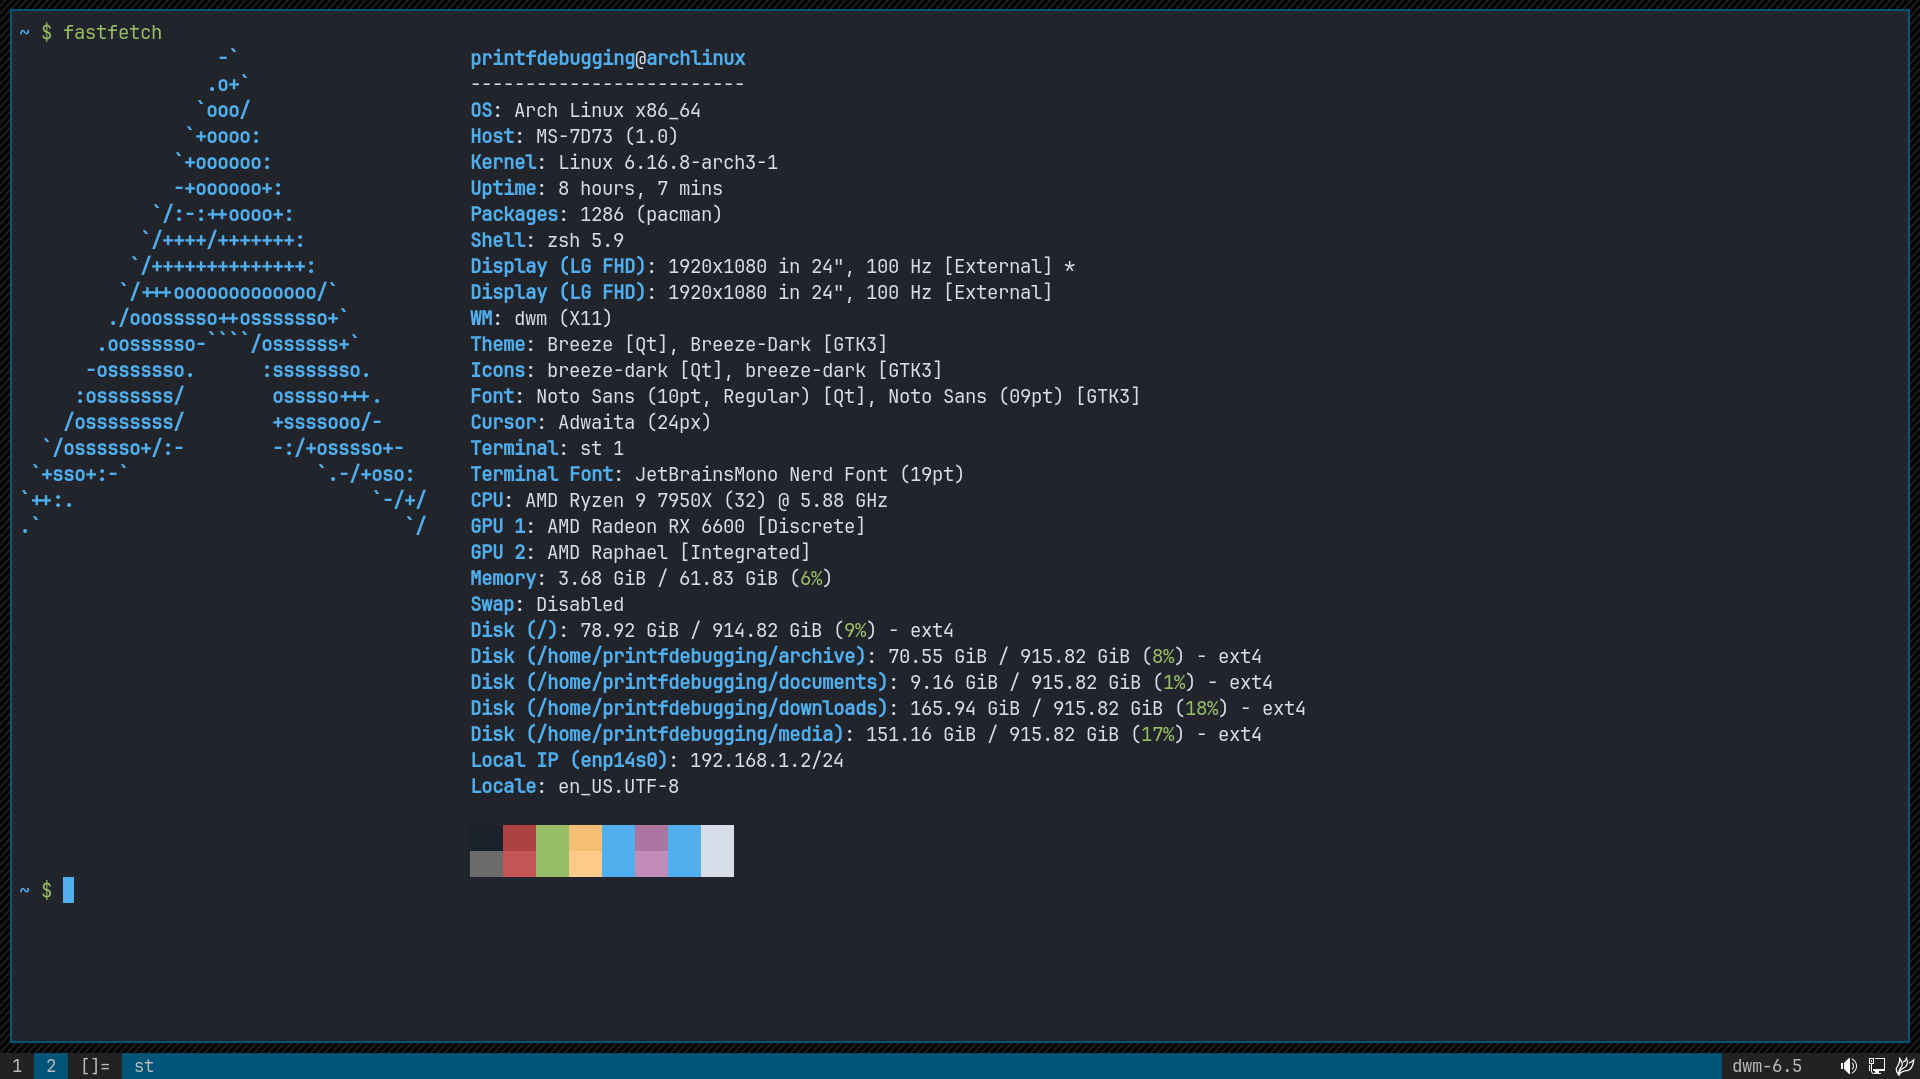 ~ $ fastfetch
                  -`                     printfdebugging@archlinux
                 .o+`                    -------------------------
                `ooo/                    OS: Arch Linux x86_64
               `+oooo:                   Host: MS-7D73 (1.0)
              `+oooooo:                  Kernel: Linux 6.16.8-arch3-1
              -+oooooo+:                 Uptime: 8 hours, 7 mins
            `/:-:++oooo+:                Packages: 1286 (pacman)
           `/++++/+++++++:               Shell: zsh 5.9
          `/++++++++++++++:              Display (LG FHD): 1920x1080 in 24", 100 Hz [External] *
         `/+++ooooooooooooo/`            Display (LG FHD): 1920x1080 in 24", 100 Hz [External]
        ./ooosssso++osssssso+`           WM: dwm (X11)
       .oossssso-````/ossssss+`          Theme: Breeze [Qt], Breeze-Dark [GTK3]
      -osssssso.      :ssssssso.         Icons: breeze-dark [Qt], breeze-dark [GTK3]
     :osssssss/        osssso+++.        Font: Noto Sans (10pt, Regular) [Qt], Noto Sans (09pt) [GTK3]
    /ossssssss/        +ssssooo/-        Cursor: Adwaita (24px)
  `/ossssso+/:-        -:/+osssso+-      Terminal: st 1
 `+sso+:-`                 `.-/+oso:     Terminal Font: JetBrainsMono Nerd Font (19pt)
`++:.                           `-/+/    CPU: AMD Ryzen 9 7950X (32) @ 5.88 GHz
.`                                 `/    GPU 1: AMD Radeon RX 6600 [Discrete]
GPU 2: AMD Raphael [Integrated]
Memory: 3.68 GiB / 61.83 GiB (6%)
Swap: Disabled
Disk (/): 78.92 GiB / 914.82 GiB (9%) - ext4
Disk (/home/printfdebugging/archive): 70.55 GiB / 915.82 GiB (8%) - ext4
Disk (/home/printfdebugging/documents): 9.16 GiB / 915.82 GiB (1%) - ext4
Disk (/home/printfdebugging/downloads): 165.94 GiB / 915.82 GiB (18%) - ext4
Disk (/home/printfdebugging/media): 151.16 GiB / 915.82 GiB (17%) - ext4
Local IP (enp14s0): 192.168.1.2/24
Locale: en_US.UTF-8
~ $
1 2 []= st dwm-6.5